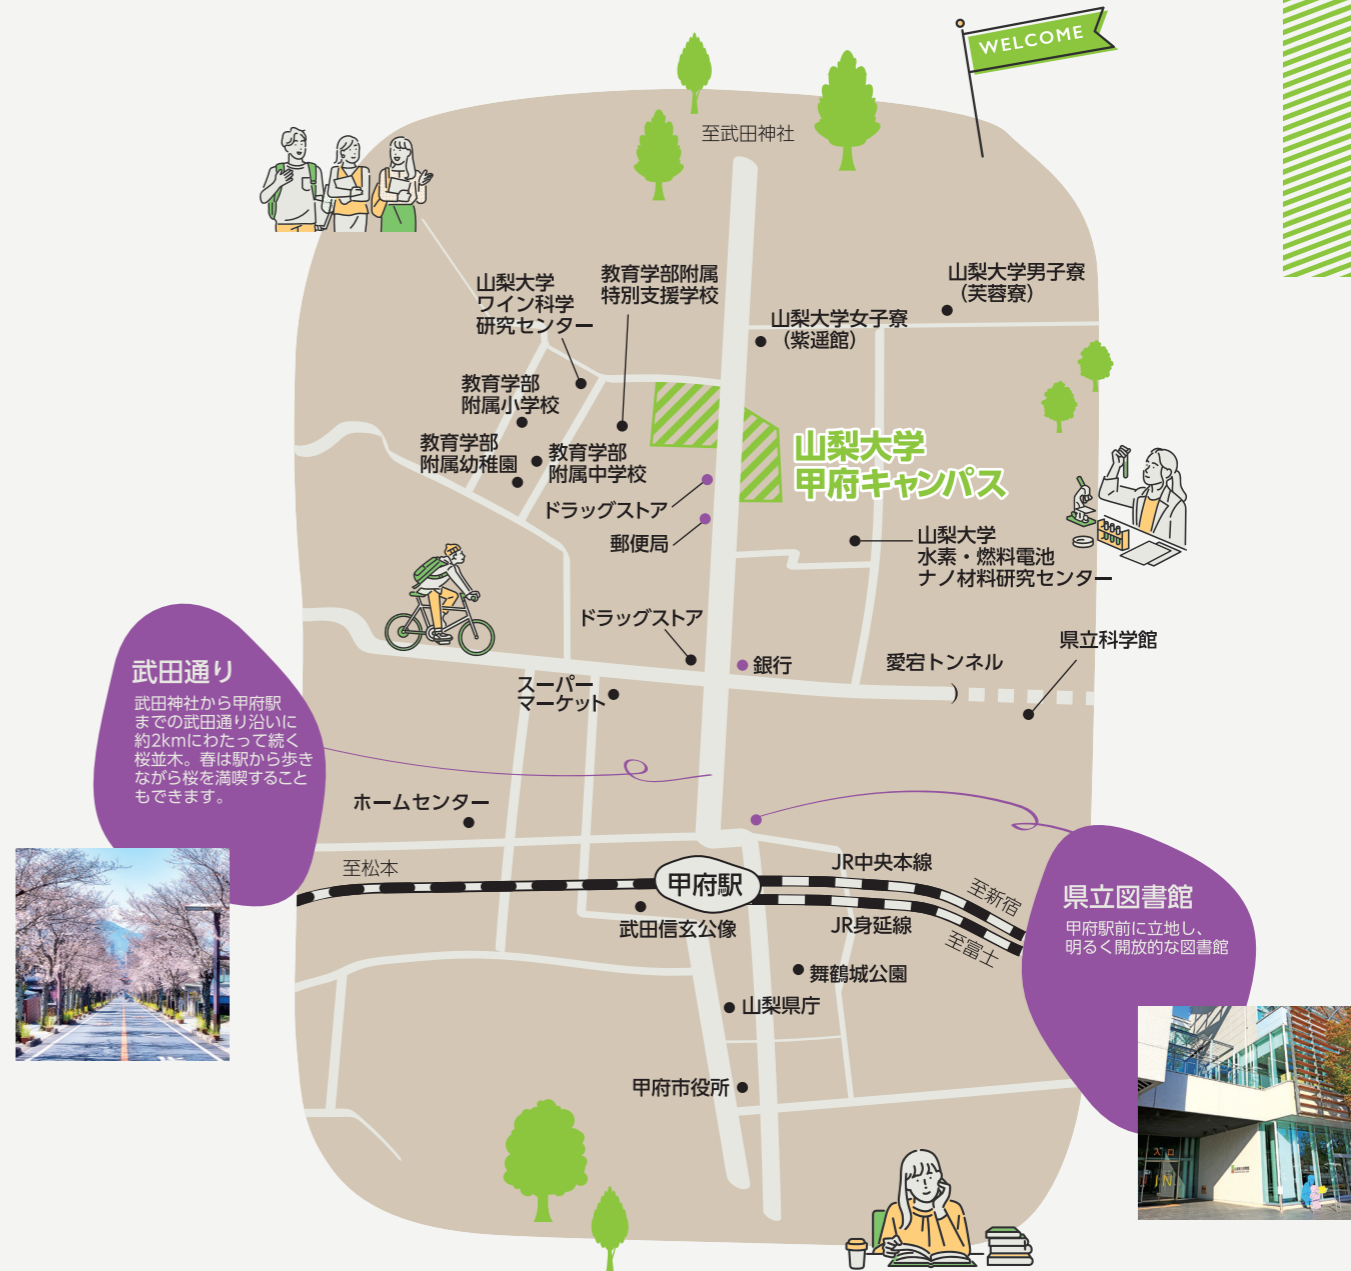 WELCOME
至武田神社
山梨大学
ワイン科学
研究センター
教育学部附属
特別支援学校
山梨大学男子寮
（芙蓉寮）
山梨大学女子寮
（紫遥館）
教育学部
附属小学校
教育学部
附属幼稚園
教育学部
附属中学校
山梨大学
甲府キャンパス
ドラッグストア
郵便局
山梨大学
水素・燃料電池
ナノ材料研究センター
ドラッグストア
銀行
愛宕トンネル
県立科学館
スーパー
マーケット
武田通り
武田神社から甲府駅
までの武田通り沿いに
約2kmにわたって続く
桜並木。春は駅から歩き
ながら桜を満喫すること
もできます。
ホームセンター
至松本
甲府駅
JR中央本線
至新宿
JR身延線
至富士
武田信玄公像
県立図書館
甲府駅前に立地し、
明るく開放的な図書館
舞鶴城公園
山梨県庁
甲府市役所